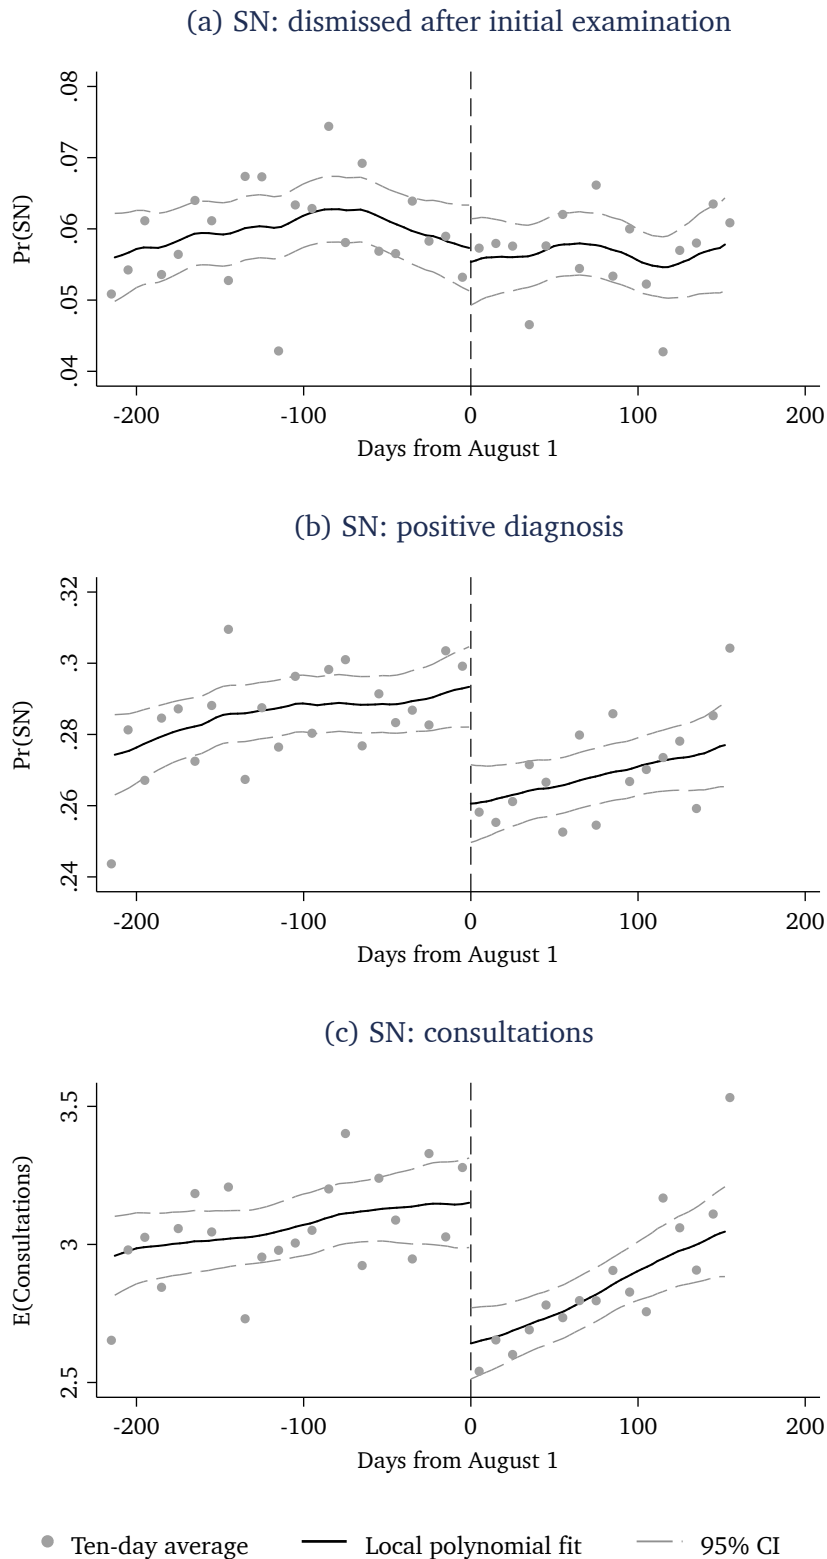 (a) SN: dismissed after initial examination
.08
.07
.06
.05
.04
Pr(SN)
-200 -100 0 100 200
Days from August 1
(b) SN: positive diagnosis
.32
.3
.28
.26
.24
Pr(SN)
-200 -100 0 100 200
Days from August 1
(c) SN: consultations
3.5
3
2.5
E(Consultations)
-200 -100 0 100 200
Days from August 1
Ten-day average Local polynomial fit 95% CI